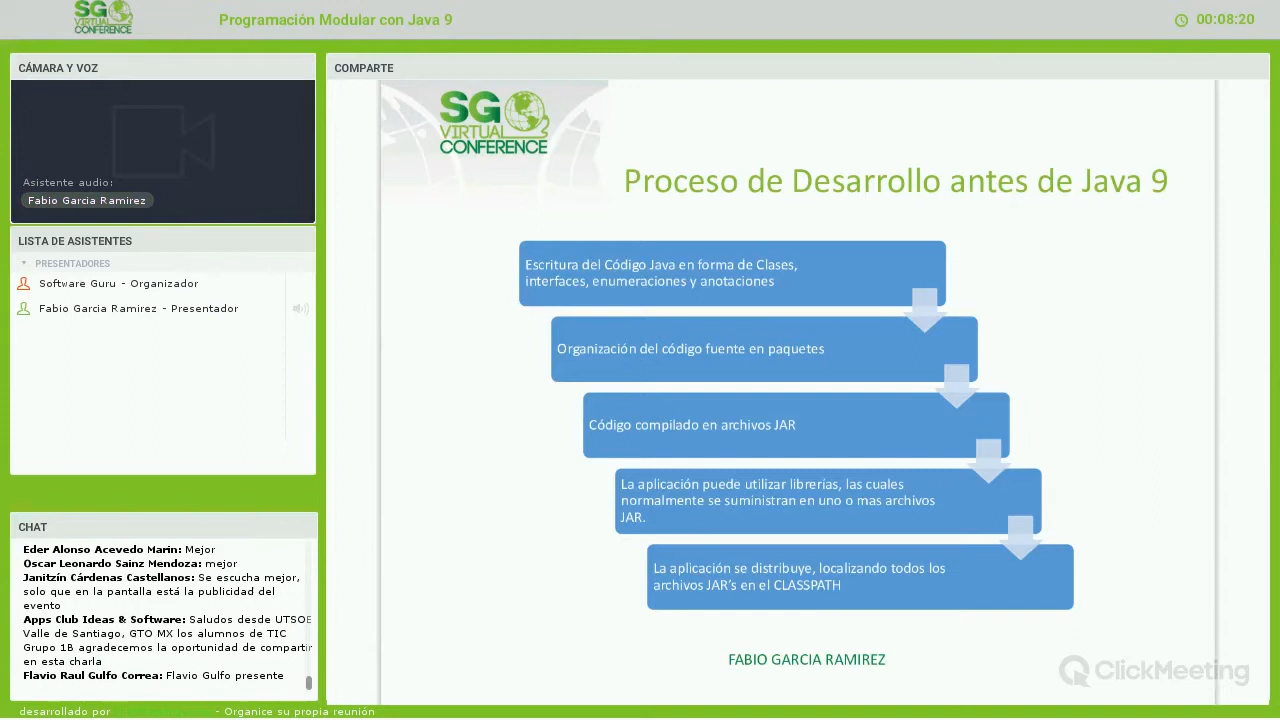 SG
VIRTUAL
CONFERENCE
Programación Modular con Java 9
00:08:20
CÁMARA Y VOZ
Asistente audio:
Fabio Garcia Ramirez
LISTA DE ASISTENTES
PRESENTADORES
Software Guru - Organizador
Fabio Garcia Ramirez - Presentador
CHAT
Eder Alonso Acevedo Marin: Mejor
Oscar Leonardo Sainz Mendoza: mejor
Janitzín Cárdenas Castellanos: Se escucha mejor,
solo que en la pantalla está la publicidad del
evento
Apps Club Ideas & Software: Saludos desde UTSOE
Valle de Santiago, GTO MX los alumnos de TIC
Grupo 1B agradecemos la oportunidad de compartir
en esta charla
Flavio Raul Gulfo Correa: Flavio Gulfo presente
desarrollado por
- Organice su propia reunión
COMPARTE
SG
VIRTUAL
CONFERENCE
Proceso de Desarrollo antes de Java 9
Escritura del Código Java en forma de Clases,
interfaces, enumeraciones y anotaciones
Organización del código fuente en paquetes
Código compilado en archivos JAR
La aplicación puede utilizar librerías, las cuales
normalmente se suministran en uno o mas archivos
JAR.
La aplicación se distribuye, localizando todos los
archivos JAR's en el CLASSPATH
FABIO GARCIA RAMIREZ
ClickMeeting